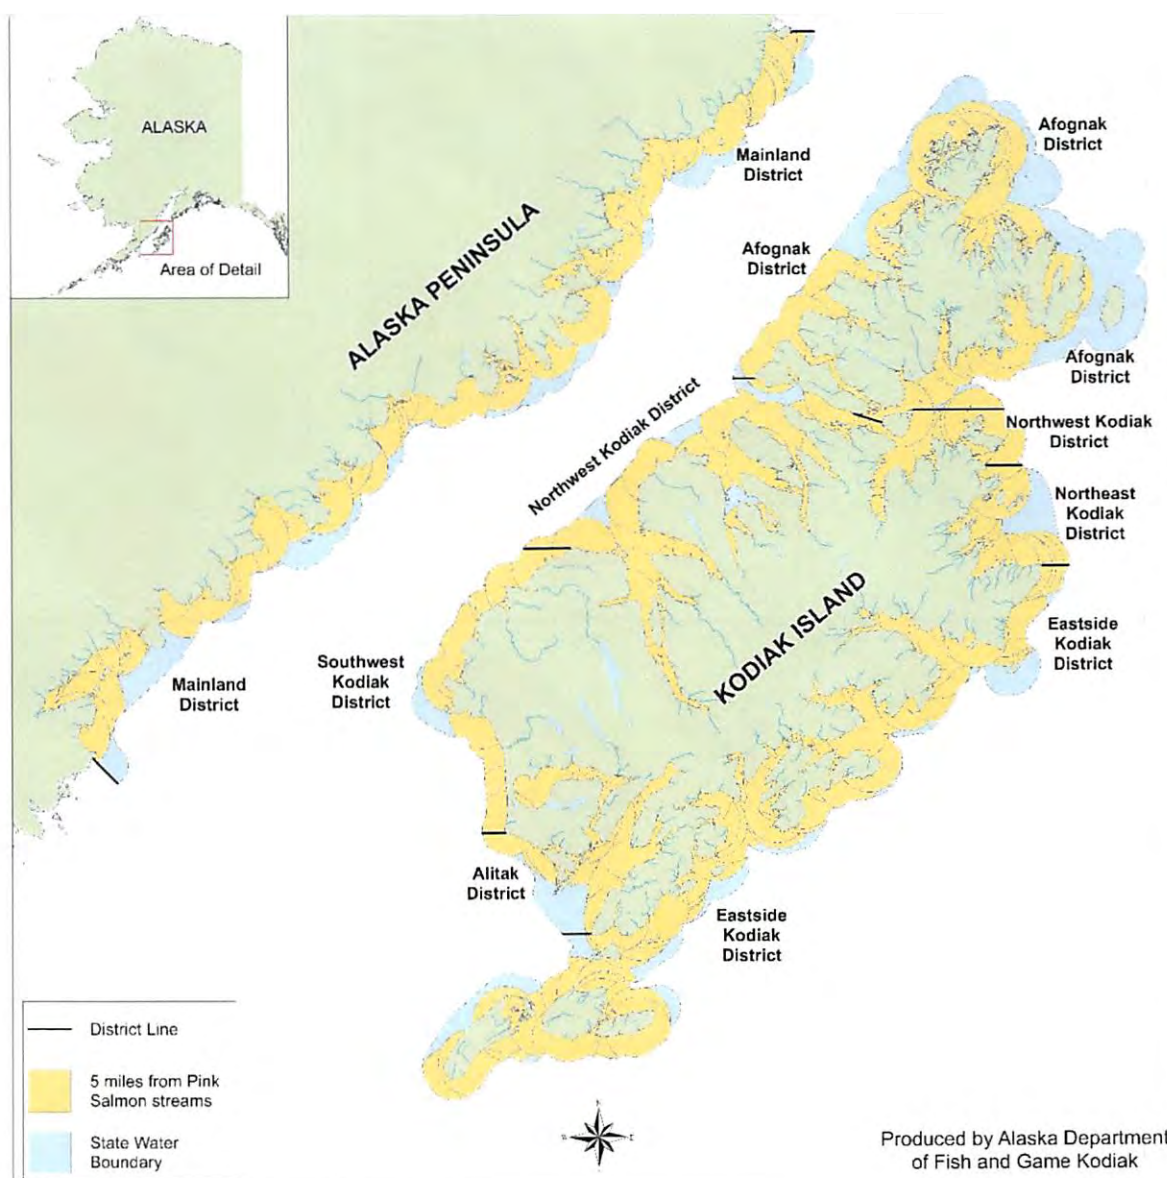 ALASKA
Area of Detail
Mainland
District
Afognak
District
Afognak
District
ALASKA PENINSULA
Afognak
District
Northwest Kodiak District
Northwest Kodiak
District
Northeast
Kodiak
District
KODIAK ISLAND
Eastside
Kodiak
District
Southwest
Kodiak
District
Mainland
District
Alitak
District
Eastside
Kodiak
District
District Line
5 miles from Pink
Salmon streams
State Water
Boundary
Produced by Alaska Department
of Fish and Game Kodiak